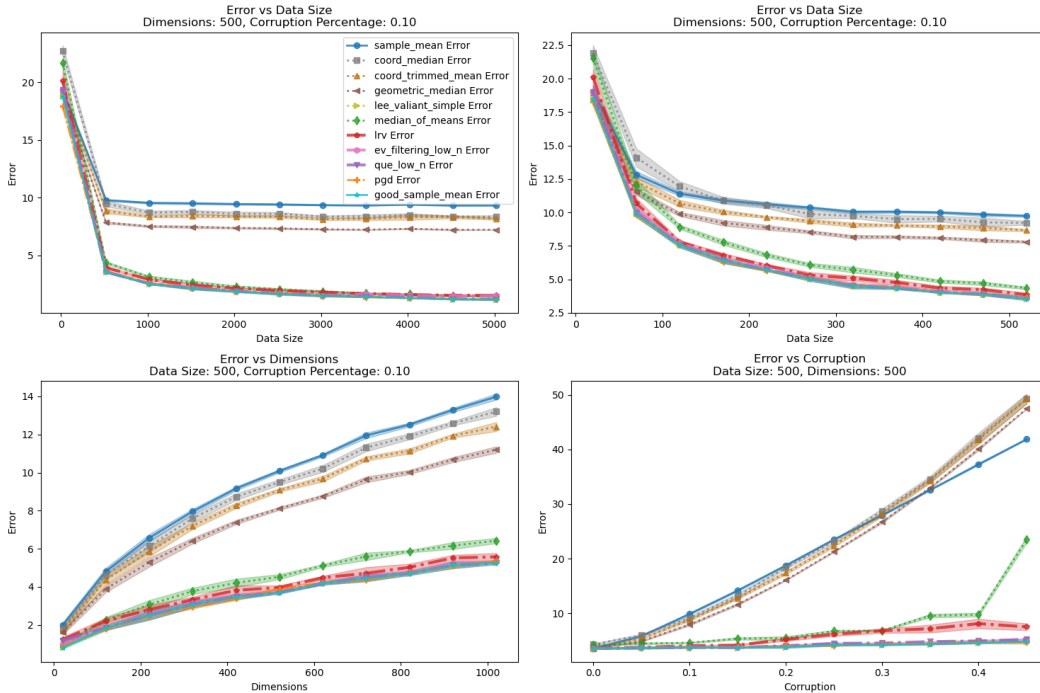 Error vs Data Size
Dimensions: 500, Corruption Percentage: 0.10
Error
20
15
10
5
0
1000
2000
3000
4000
5000
Data Size
sample_mean Error
coord_median Error
coord_trimmed_mean Error
geometric_median Error
lee_valiant_simple Error
median_of_means Error
lrv Error
ev_filtering_low_n Error
que_low_n Error
pgd Error
good_sample_mean Error
Error vs Data Size
Dimensions: 500, Corruption Percentage: 0.10
Error
22.5
20.0
17.5
15.0
12.5
10.0
7.5
5.0
2.5
0
100
200
300
400
500
Data Size
Error vs Dimensions
Data Size: 500, Corruption Percentage: 0.10
Error
14
12
10
8
6
4
2
0
200
400
600
800
1000
Dimensions
Error vs Corruption
Data Size: 500, Dimensions: 500
Error
50
40
30
20
10
0.0
0.1
0.2
0.3
0.4
Corruption